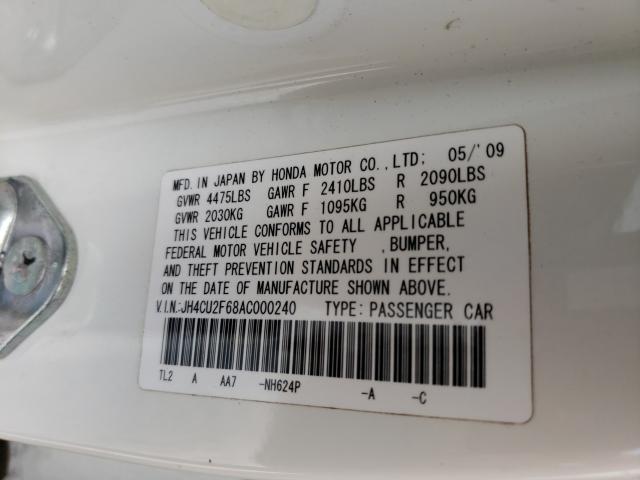 MFD. IN JAPAN BY HONDA MOTOR CO.,LTD; 05/'09
GVWR 4475LBS GAWR F 2410LBS R 2090LBS
GVWR 2030KG GAWR F 1095KG R 950KG
THIS VEHICLE CONFORMS TO ALL APPLICABLE
FEDERAL MOTOR VEHICLE SAFETY ,BUMPER,
AND THEFT PREVENTION STANDARDS IN EFFECT
ON THE DATE OF MANUFACTURE SHOWN ABOVE.
V.I.N.:JH4CU2F68AC000240 TYPE: PASSENGER CAR
TL2 A AA7 -NH624P -A -C